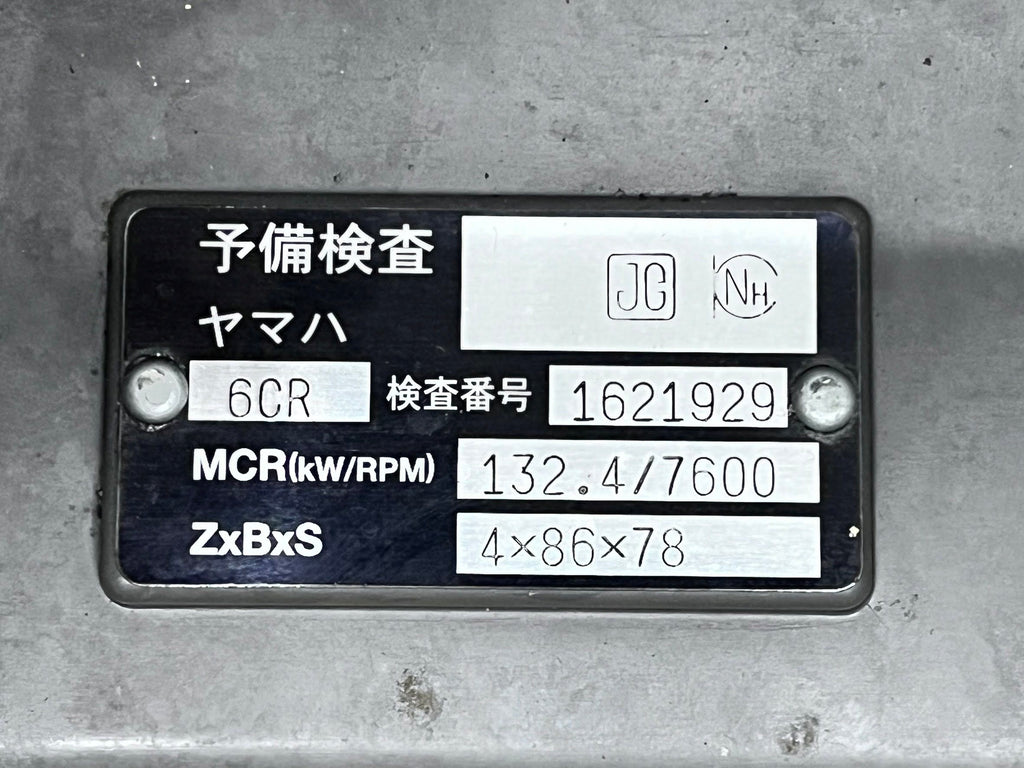 予備検査 JC NH
ヤマハ
6CR 検査番号 1621929
MCR(kW/RPM) 132.4/7600
ZxBxS 4×86×78